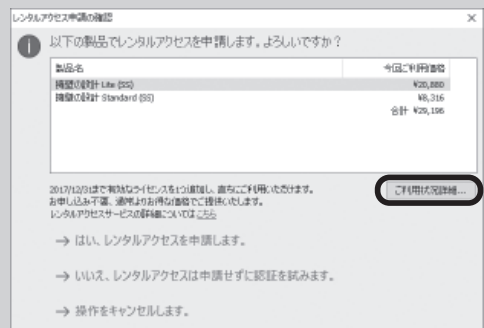 レンタルアクセス申請の確認
以下の製品でレンタルアクセスを申請します。よろしいですか？
製品名 今回ご利用価格
擁壁の設計 Lite (SS) ¥20,880
擁壁の設計 Standard (SS) ¥8,316
合計 ¥29,196
2017/12/31まで有効なライセンスを1つ追加し、直ちにご利用いただけます。
お申し込み不要、通常よりお得な価格でご提供いたします。
レンタルアクセスサービスの詳細についてはこちら
ご利用状況詳細...
→ はい、レンタルアクセスを申請します。
→ いいえ、レンタルアクセスは申請せずに認証を試みます。
→ 操作をキャンセルします。